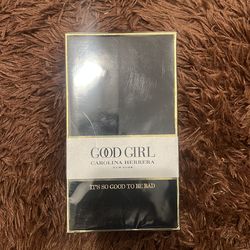 GOOD GIRL
CAROLINA HERRERA
NEW YORK
IT'S SO GOOD TO BE BAD